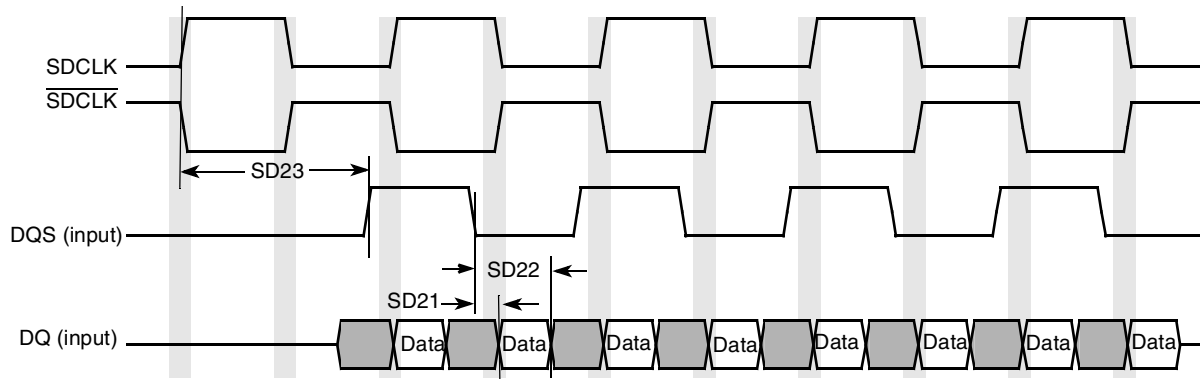 SDCLK
SDCLK
SD23
DQS (input)
SD22
SD21
DQ (input) Data Data Data Data Data Data Data Data